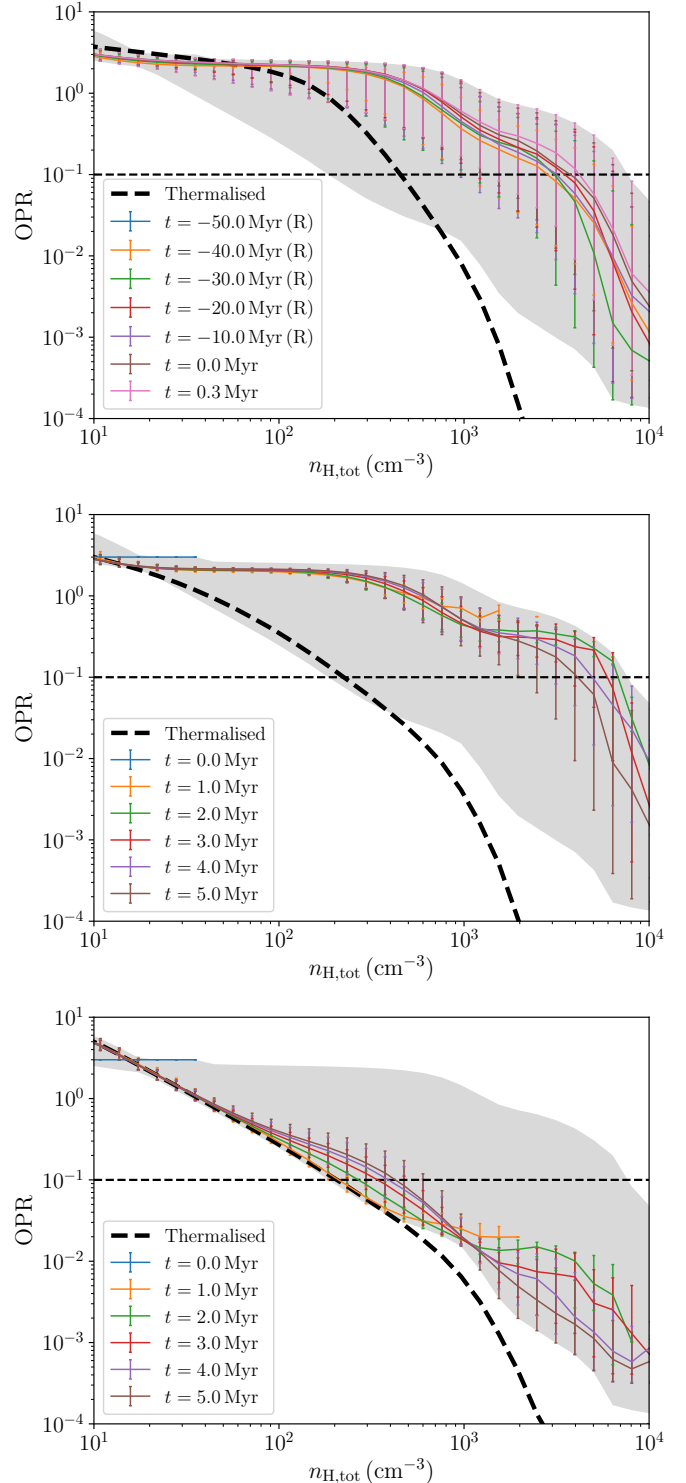 10^1
10^0
10^-1
10^-2
10^-3
10^-4
OPR
Thermalised
t = −50.0 Myr (R)
t = −40.0 Myr (R)
t = −30.0 Myr (R)
t = −20.0 Myr (R)
t = −10.0 Myr (R)
t = 0.0 Myr
t = 0.3 Myr
10^1 10^2 10^3 10^4
n_H,tot (cm^-3)
10^1
10^0
10^-1
10^-2
10^-3
10^-4
OPR
Thermalised
t = 0.0 Myr
t = 1.0 Myr
t = 2.0 Myr
t = 3.0 Myr
t = 4.0 Myr
t = 5.0 Myr
10^1 10^2 10^3 10^4
n_H,tot (cm^-3)
10^1
10^0
10^-1
10^-2
10^-3
10^-4
OPR
Thermalised
t = 0.0 Myr
t = 1.0 Myr
t = 2.0 Myr
t = 3.0 Myr
t = 4.0 Myr
t = 5.0 Myr
10^1 10^2 10^3 10^4
n_H,tot (cm^-3)